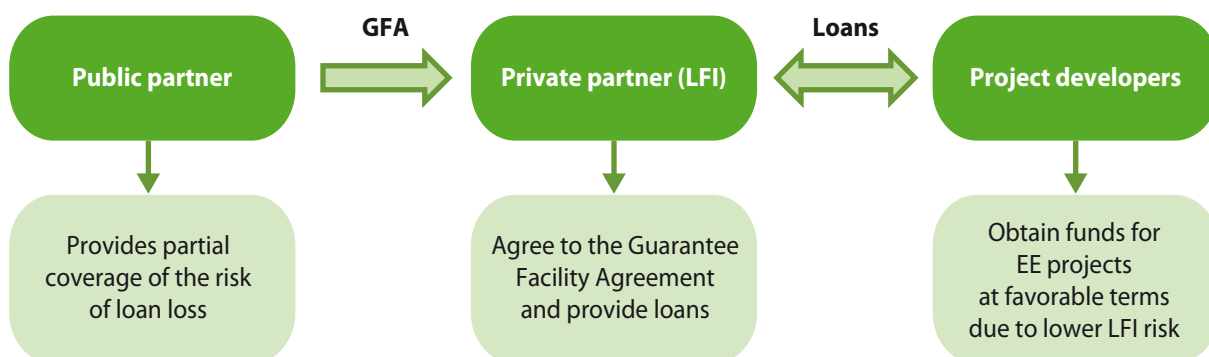 GFA
Loans
Public partner
Private partner (LFI)
Project developers
Provides partial
coverage of the risk
of loan loss
Agree to the Guarantee
Facility Agreement
and provide loans
Obtain funds for
EE projects
at favorable terms
due to lower LFI risk